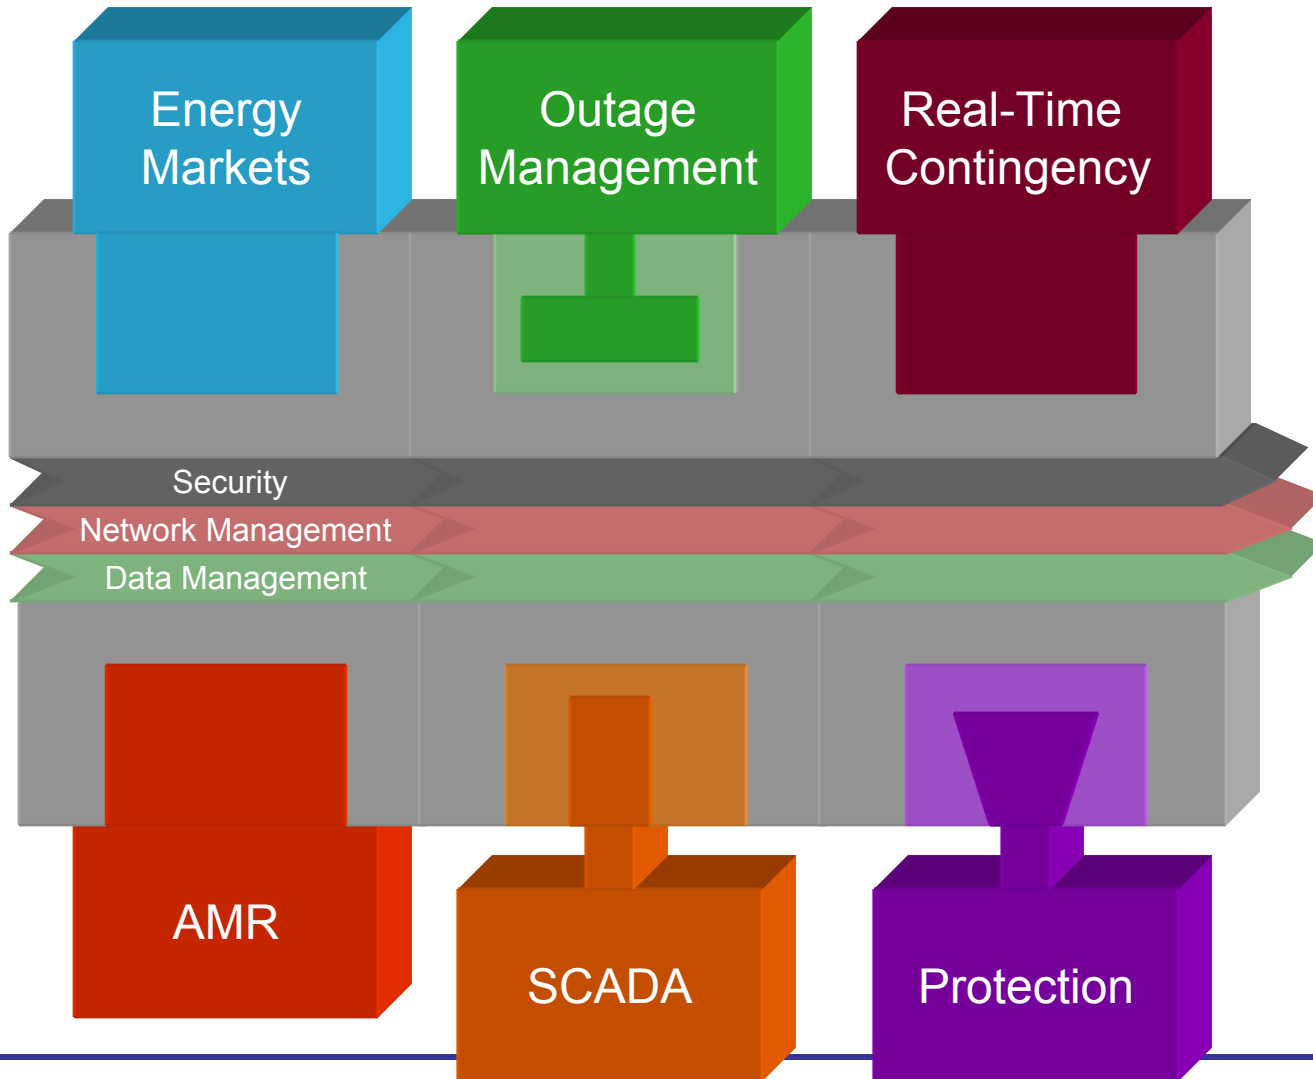 Energy
Markets
Outage
Management
Real-Time
Contingency
Security
Network Management
Data Management
AMR
SCADA
Protection